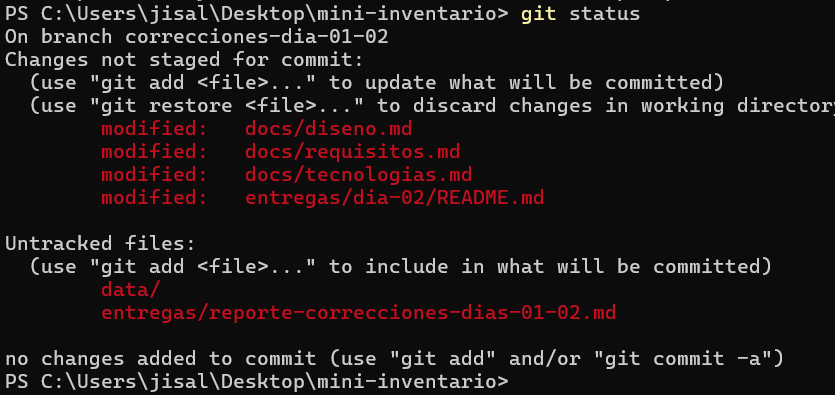 PS C:\Users\jisal\Desktop\mini-inventario> git status
On branch correcciones-dia-01-02
Changes not staged for commit:
  (use "git add <file>..." to update what will be committed)
  (use "git restore <file>..." to discard changes in working directory
        modified:   docs/diseno.md
        modified:   docs/requisitos.md
        modified:   docs/tecnologias.md
        modified:   entregas/dia-02/README.md

Untracked files:
  (use "git add <file>..." to include in what will be committed)
        data/
        entregas/reporte-correcciones-dias-01-02.md

no changes added to commit (use "git add" and/or "git commit -a")
PS C:\Users\jisal\Desktop\mini-inventario>